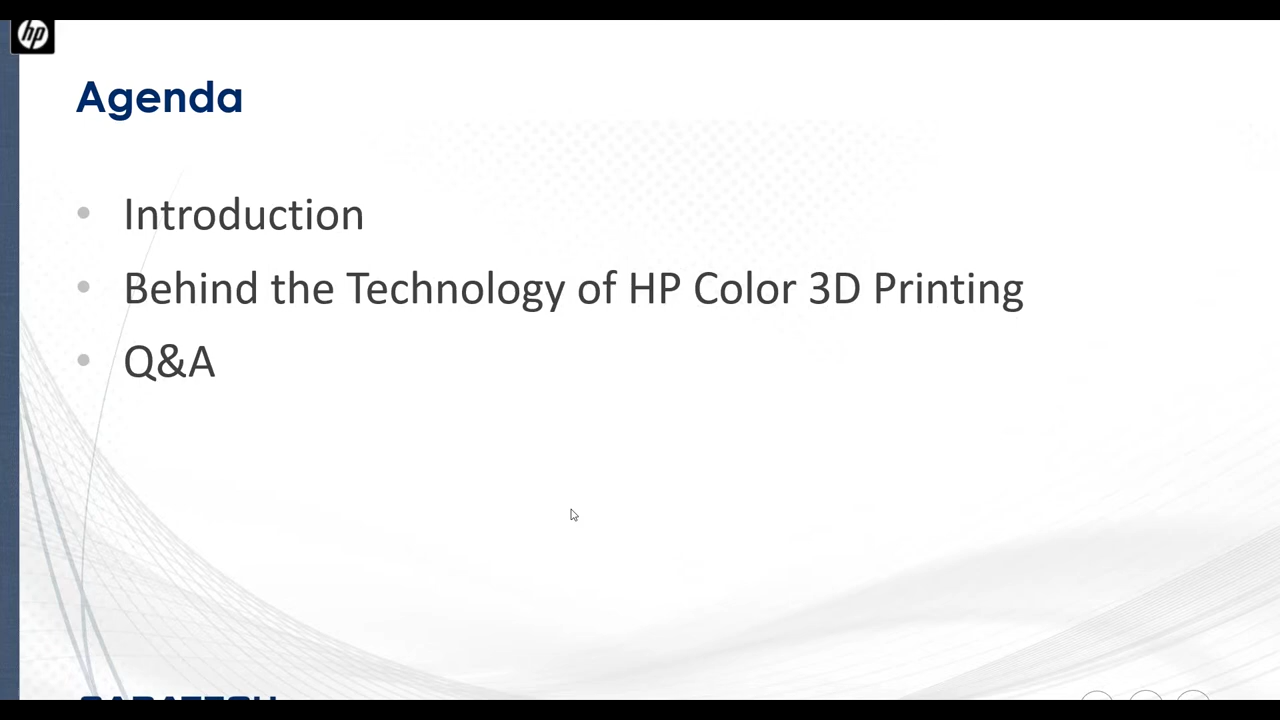 hp
Agenda
• Introduction
• Behind the Technology of HP Color 3D Printing
• Q&A